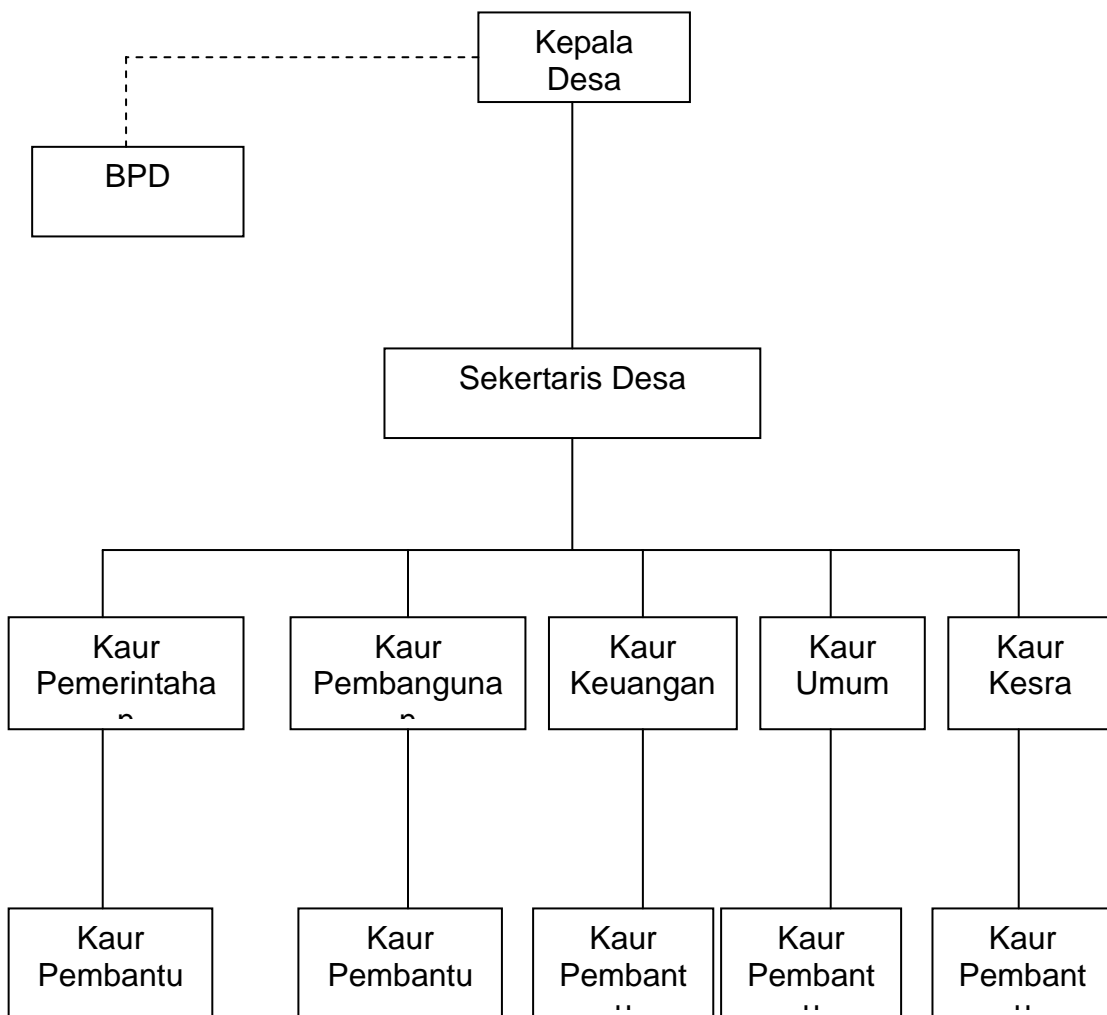 Kepala
Desa
BPD
Sekertaris Desa
Kaur
Pemerintaha
n
Kaur
Pembanguna
n
Kaur
Keuangan
Kaur
Umum
Kaur
Kesra
Kaur
Pembantu
Kaur
Pembantu
Kaur
Pembant
u
Kaur
Pembant
u
Kaur
Pembant
u